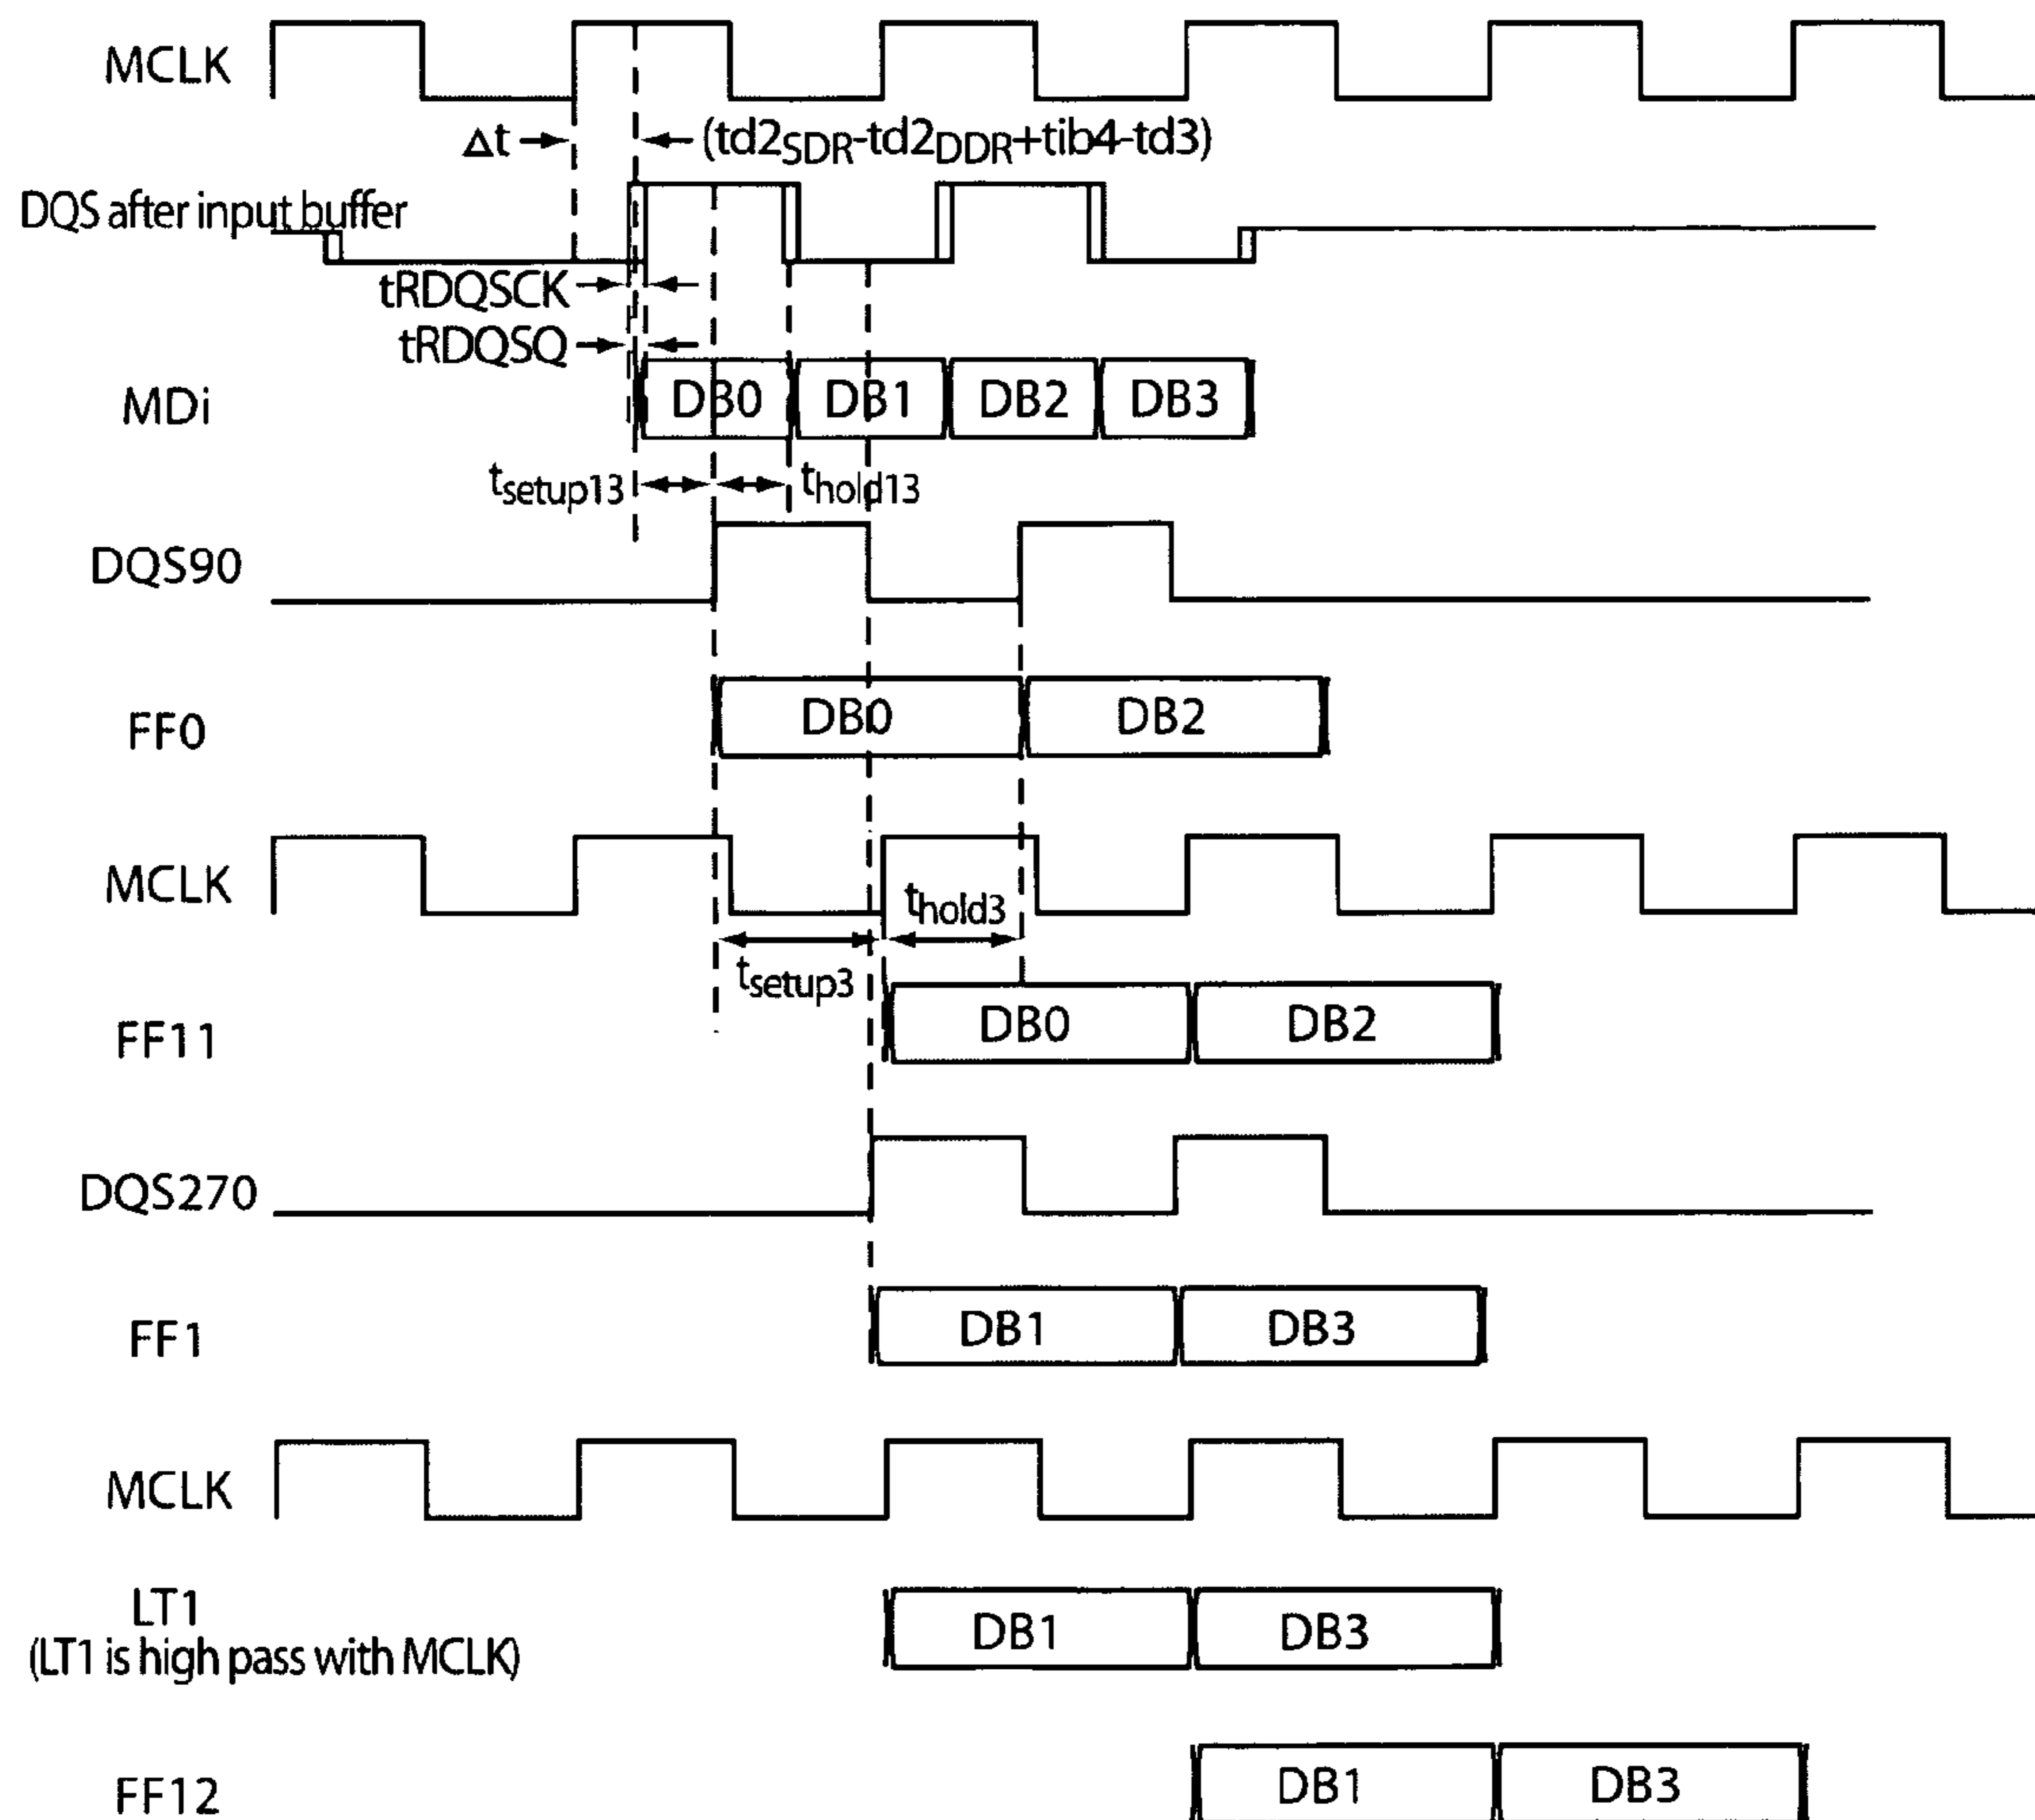 MCLK
Δt
(td2SDR-td2DDR+tib4-td3)
DQS after input buffer
tRDQSCK
tRDQSQ
MDi
DB0
DB1
DB2
DB3
tsetup13
thold13
DQS90
FF0
DB0
DB2
MCLK
thold3
tsetup3
FF11
DB0
DB2
DQS270
FF1
DB1
DB3
MCLK
LT1
(LT1 is high pass with MCLK)
DB1
DB3
FF12
DB1
DB3